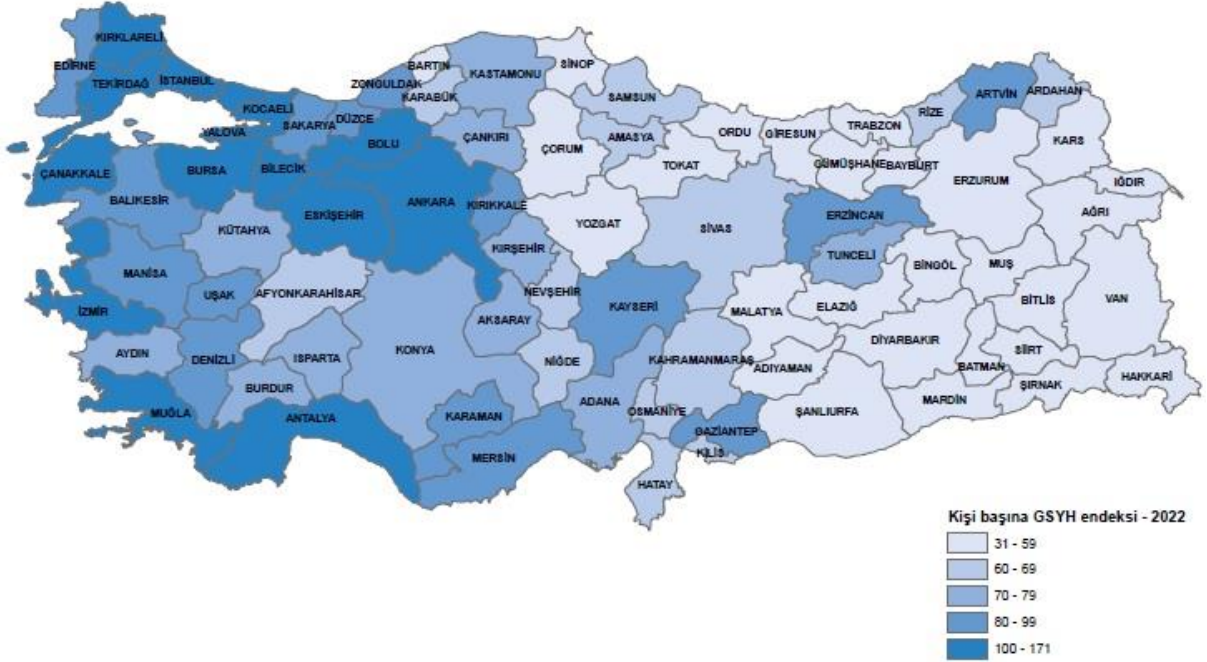 KIRKLARELİ
EDİRNE
TEKİRDAĞ
İSTANBUL
KOCAELİ
YALOVA
SAKARYA
DÜZCE
ZONGULDAK
BARTIN
KARABÜK
KASTAMONU
SİNOP
SAMSUN
ORDU
GİRESUN
TRABZON
RİZE
ARTVİN
ARDAHAN
KARS
IĞDIR
ÇANAKKALE
BURSA
BİLECİK
BOLU
ÇANKIRI
ÇORUM
AMASYA
TOKAT
GÜMÜŞHANE
BAYBURT
ERZURUM
AĞRI
BALIKESİR
KÜTAHYA
ESKİŞEHİR
ANKARA
KIRIKKALE
YOZGAT
SİVAS
ERZİNCAN
TUNCELİ
BİNGÖL
MUŞ
BİTLİS
VAN
MANİSA
UŞAK
AFYONKARAHİSAR
KIRŞEHİR
NEVŞEHİR
KAYSERİ
MALATYA
ELAZIĞ
DİYARBAKIR
BATMAN
SİİRT
ŞIRNAK
HAKKARİ
İZMİR
AYDIN
DENİZLİ
ISPARTA
BURDUR
KONYA
AKSARAY
NİĞDE
KAHRAMANMARAŞ
ADIYAMAN
ŞANLIURFA
MARDİN
MUĞLA
ANTALYA
KARAMAN
MERSİN
ADANA
OSMANİYE
GAZİANTEP
KİLİS
HATAY
Kişi başına GSYH endeksi - 2022
31 - 59
60 - 69
70 - 79
80 - 99
100 - 171